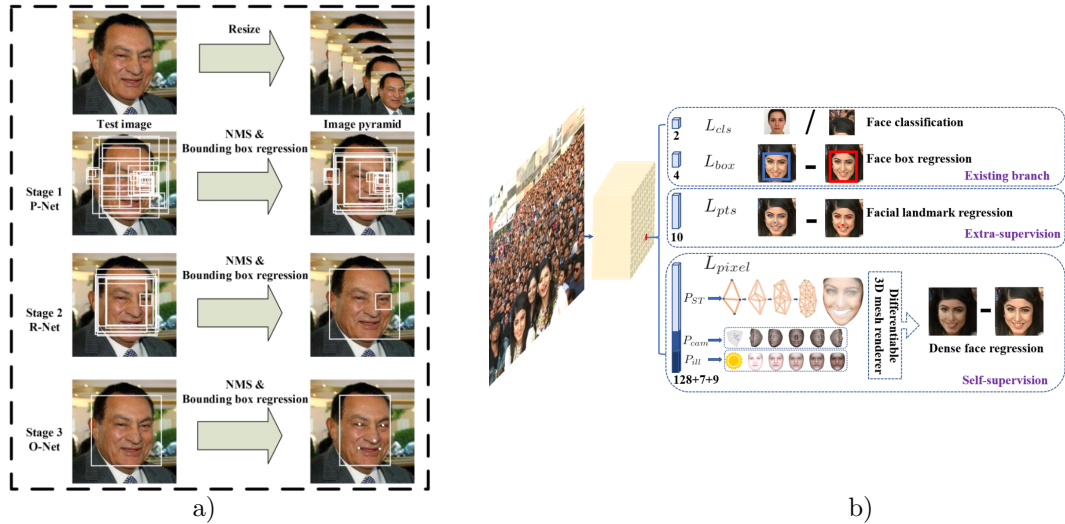 Resize
Test image
Image pyramid
NMS &
Bounding box regression
Stage 1
P-Net
NMS &
Bounding box regression
Stage 2
R-Net
NMS &
Bounding box regression
Stage 3
O-Net
a)
2
L_cls
/
Face classification
4
L_box
-
Face box regression
Existing branch
10
L_pts
-
Facial landmark regression
Extra-supervision
L_pixel
P_ST
P_cam
P_ill
128+7+9
Differentiable
3D mesh renderer
-
Dense face regression
Self-supervision
b)